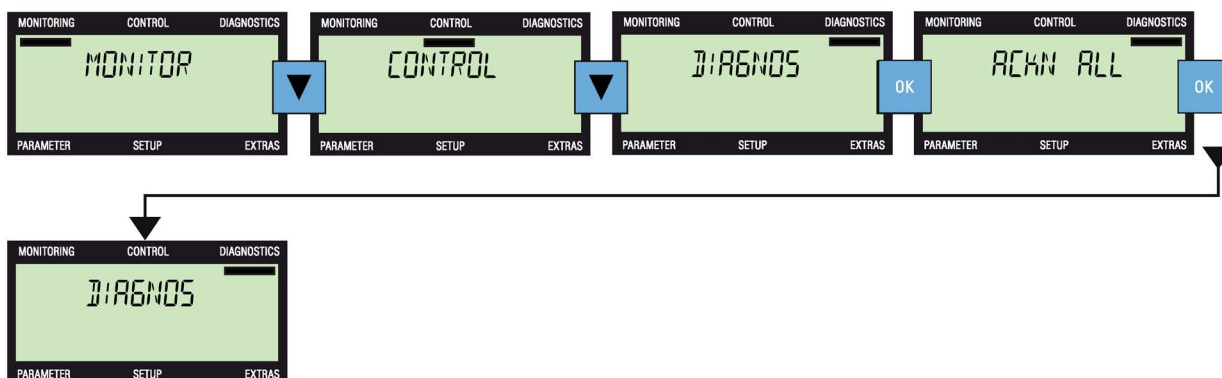 MONITORING CONTROL DIAGNOSTICS
MONITOR
PARAMETER SETUP EXTRAS
MONITORING CONTROL DIAGNOSTICS
CONTROL
PARAMETER SETUP EXTRAS
MONITORING CONTROL DIAGNOSTICS
DIAGNOS
PARAMETER SETUP EXTRAS
OK
MONITORING CONTROL DIAGNOSTICS
ACKN ALL
PARAMETER SETUP EXTRAS
OK
MONITORING CONTROL DIAGNOSTICS
DIAGNOS
PARAMETER SETUP EXTRAS